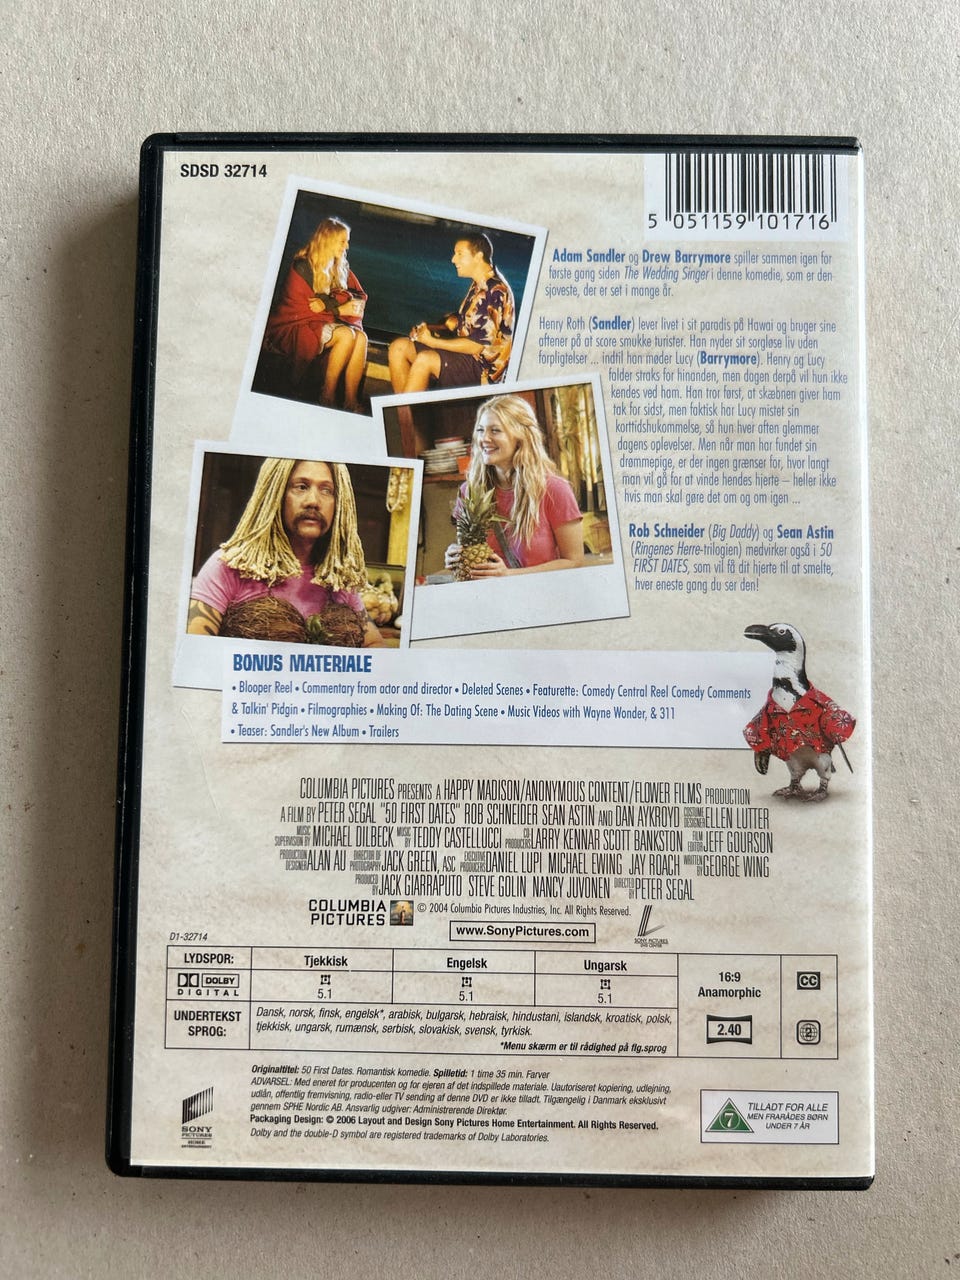 SDSD 32714
5 051159 101716
Adam Sandler og Drew Barrymore spiller sammen igen for
første gang siden The Wedding Singer i denne komedie, som er den
sjoveste, der er set i mange år.
Henry Roth (Sandler) lever livet i sit paradis på Hawai og bruger sine
aftener på at score smukke turister. Han nyder sit sorgløse liv uden
forpligtelser ... indtil han møder Lucy (Barrymore). Henry og Lucy
falder straks for hinanden, men dagen derpå vil hun ikke
kendes ved ham. Han tror først, at skæbnen giver ham
tak for sidst, men faktisk har Lucy mistet sin
korttidshukommelse, så hun hver aften glemmer
dagens oplevelser. Men når man har fundet sin
drømmepige, er der ingen grænser for, hvor langt
man vil gå for at vinde hendes hjerte – heller ikke
hvis man skal gøre det om og om igen ...
Rob Schneider (Big Daddy) og Sean Astin
(Ringenes Herre-trilogien) medvirker også i 50
FIRST DATES, som vil få dit hjerte til at smelte,
hver eneste gang du ser den!
BONUS MATERIALE
• Blooper Reel • Commentary from actor and director • Deleted Scenes • Featurette: Comedy Central Reel Comedy Comments
& Talkin' Pidgin • Filmographies • Making Of: The Dating Scene • Music Videos with Wayne Wonder, & 311
• Teaser: Sandler's New Album • Trailers
COLUMBIA PICTURES PRESENTS A HAPPY MADISON/ANONYMOUS CONTENT/FLOWER FILMS PRODUCTION
A FILM BY PETER SEGAL "50 FIRST DATES" ROB SCHNEIDER SEAN ASTIN AND DAN AYKROYD COSTUME DESIGNER ELLEN LUTTER
MUSIC SUPERVISION BY MICHAEL DILBECK MUSIC BY TEDDY CASTELLUCCI CO-PRODUCERS LARRY KENNAR SCOTT BANKSTON FILM EDITOR JEFF GOURSON
PRODUCTION DESIGNER ALAN AU DIRECTOR OF PHOTOGRAPHY JACK GREEN, ASC EXECUTIVE PRODUCERS DANIEL LUPI MICHAEL EWING JAY ROACH WRITTEN BY GEORGE WING
PRODUCED BY JACK GIARRAPUTO STEVE GOLIN NANCY JUVONEN DIRECTED BY PETER SEGAL
COLUMBIA
PICTURES
© 2004 Columbia Pictures Industries, Inc. All Rights Reserved.
www.SonyPictures.com
SONY PICTURES
DVD CENTER
D1-32714
LYDSPOR: Tjekkisk Engelsk Ungarsk
DOLBY
DIGITAL
5.1 5.1 5.1
16:9
Anamorphic
CC
UNDERTEKST
SPROG:
Dansk, norsk, finsk, engelsk*, arabisk, bulgarsk, hebraisk, hindustani, islandsk, kroatisk, polsk,
tjekkisk, ungarsk, rumænsk, serbisk, slovakisk, svensk, tyrkisk.
*Menu skærm er til rådighed på flg.sprog
2.40
2
Originaltitel: 50 First Dates. Romantisk komedie. Spilletid: 1 time 35 min. Farver
ADVARSEL: Med eneret for producenten og for ejeren af det indspillede materiale. Uautoriseret kopiering, udlejning,
udlån, offentlig fremvisning, radio-eller TV sending af denne DVD er ikke tilladt. Tilgængelig i Danmark eksklusivt
gennem SPHE Nordic AB. Ansvarlig udgiver: Administrerende Direktør.
Packaging Design: © 2006 Layout and Design Sony Pictures Home Entertainment. All Rights Reserved.
Dolby and the double-D symbol are registered trademarks of Dolby Laboratories.
SONY
PICTURES
HOME
ENTERTAINMENT
7
TILLADT FOR ALLE
MEN FRARÅDES BØRN
UNDER 7 ÅR